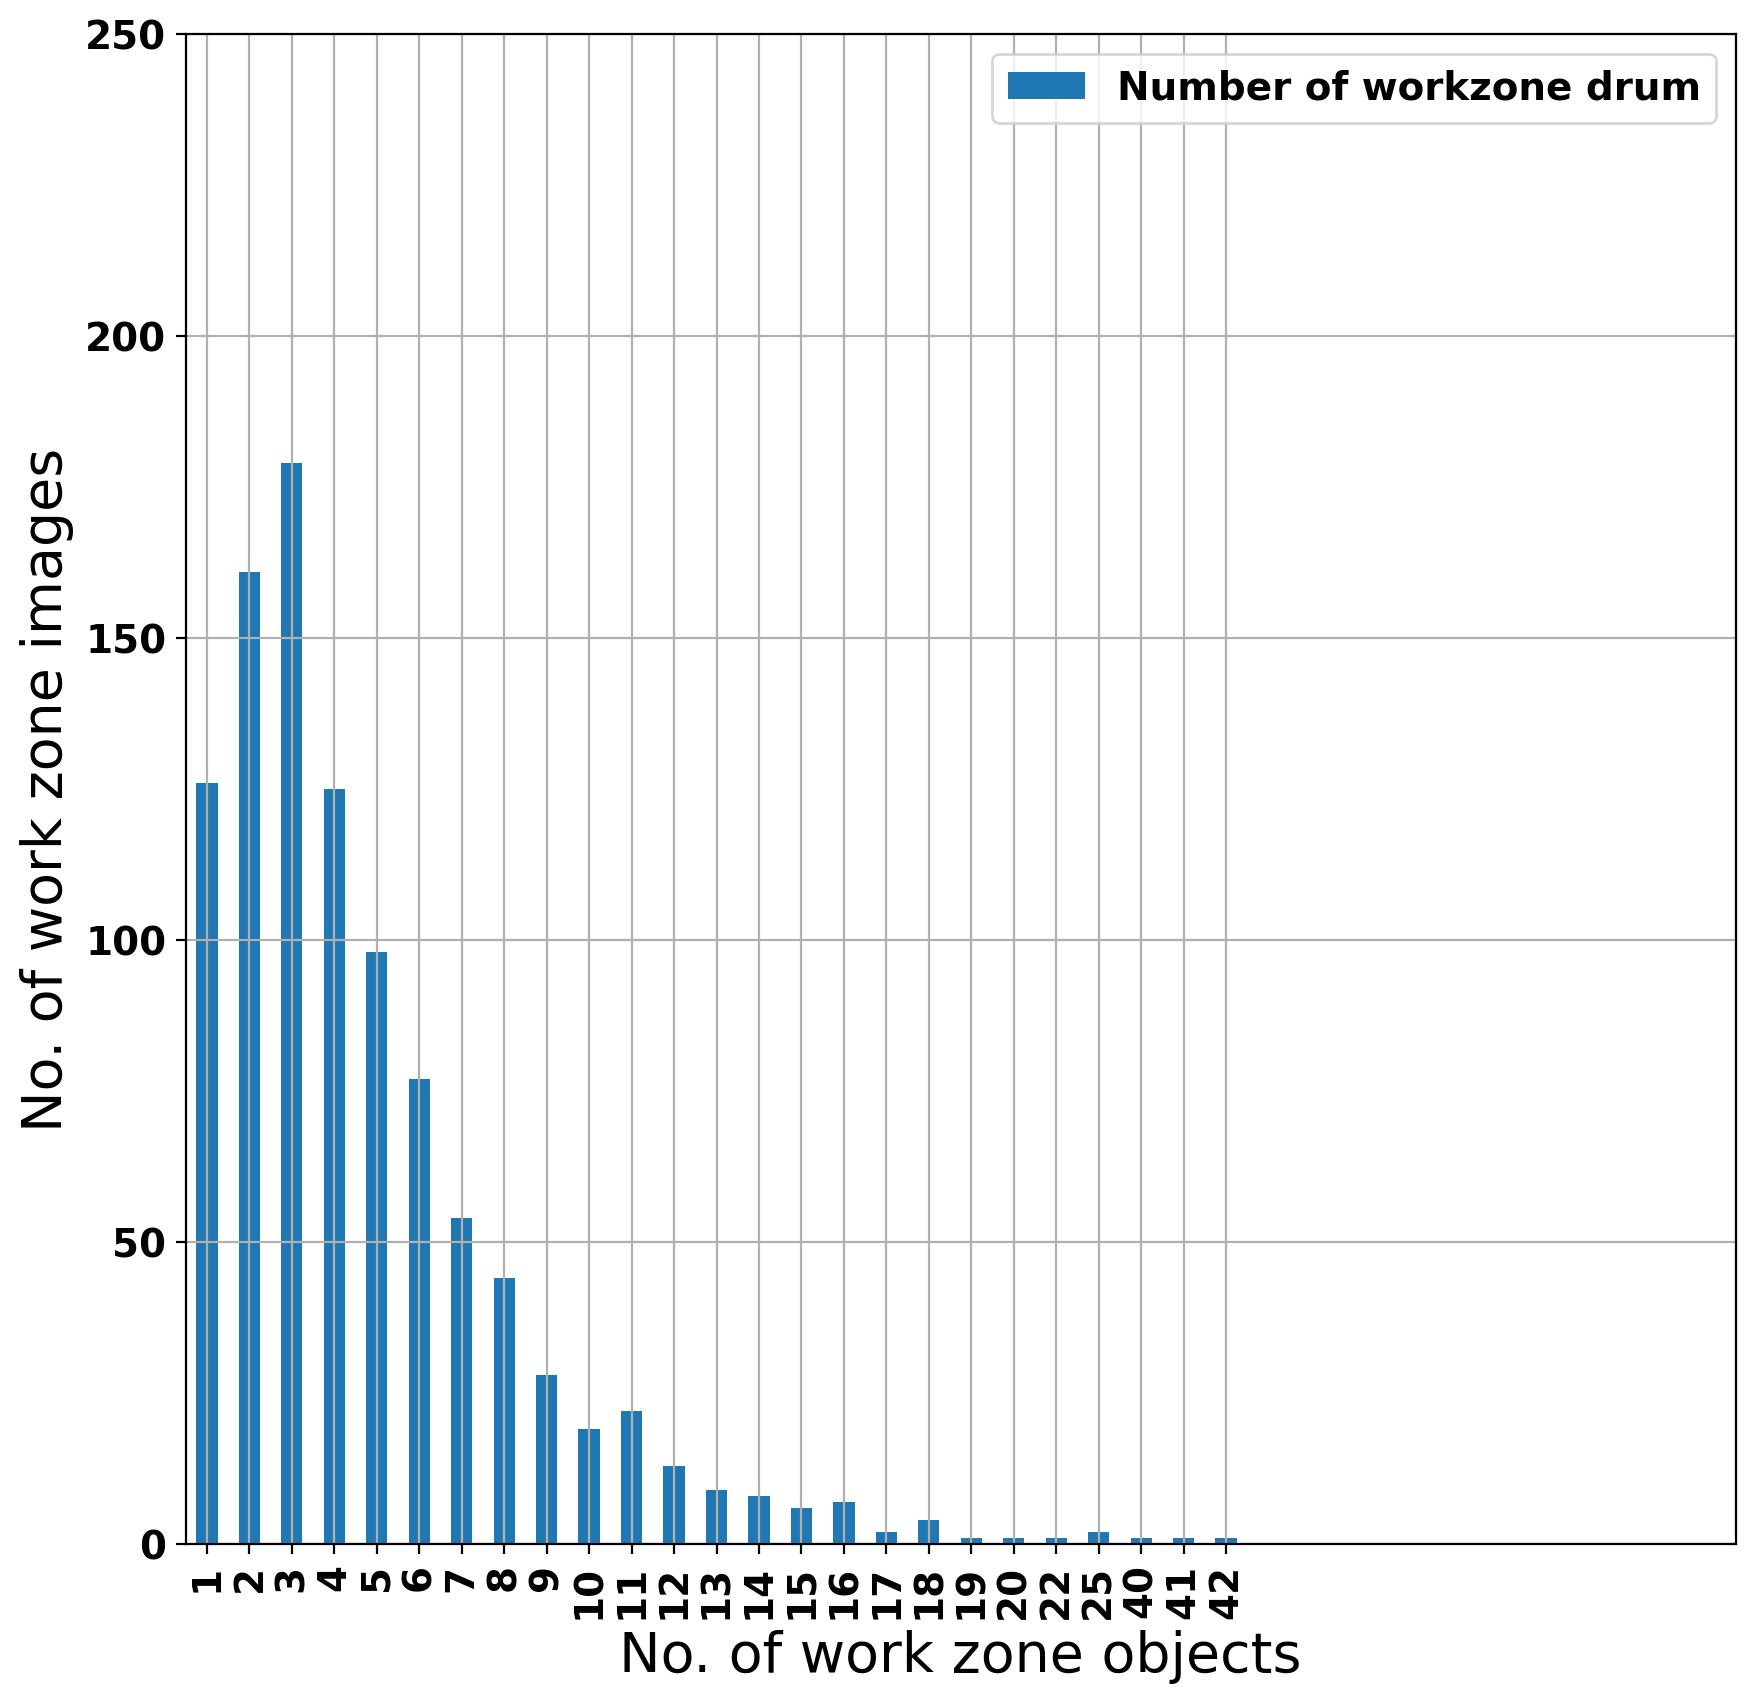 250
200
150
100
50
0
No. of work zone images
Number of workzone drum
1 2 3 4 5 6 7 8 9 10 11 12 13 14 15 16 17 18 19 20 22 25 40 41 42
No. of work zone objects